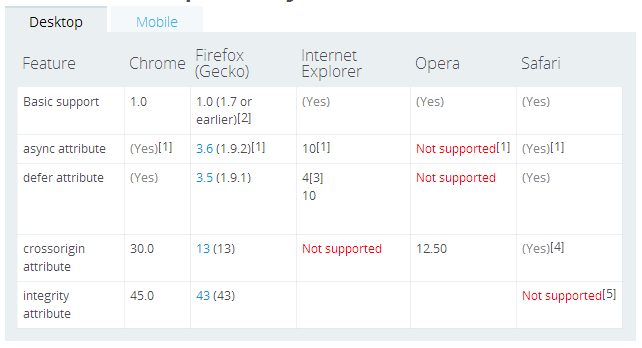 Desktop Mobile
Feature Chrome Firefox (Gecko) Internet Explorer Opera Safari
Basic support 1.0 1.0 (1.7 or earlier)[2] (Yes) (Yes) (Yes)
async attribute (Yes)[1] 3.6 (1.9.2)[1] 10[1] Not supported[1] (Yes)[1]
defer attribute (Yes) 3.5 (1.9.1) 4[3] Not supported (Yes)
10
crossorigin attribute 30.0 13 (13) Not supported 12.50 (Yes)[4]
integrity attribute 45.0 43 (43) Not supported[5]